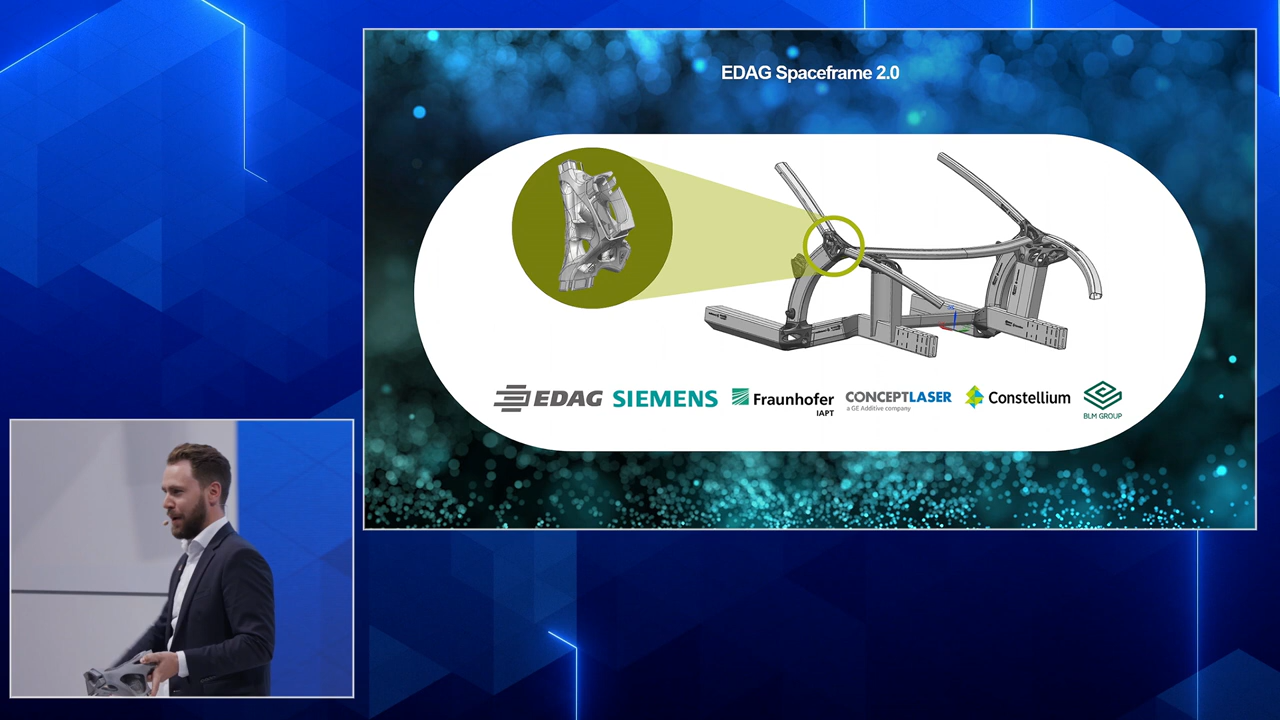 EDAG Spaceframe 2.0
EDAG SIEMENS Fraunhofer IAPT CONCEPTLASER a GE Additive company Constellium BLM GROUP